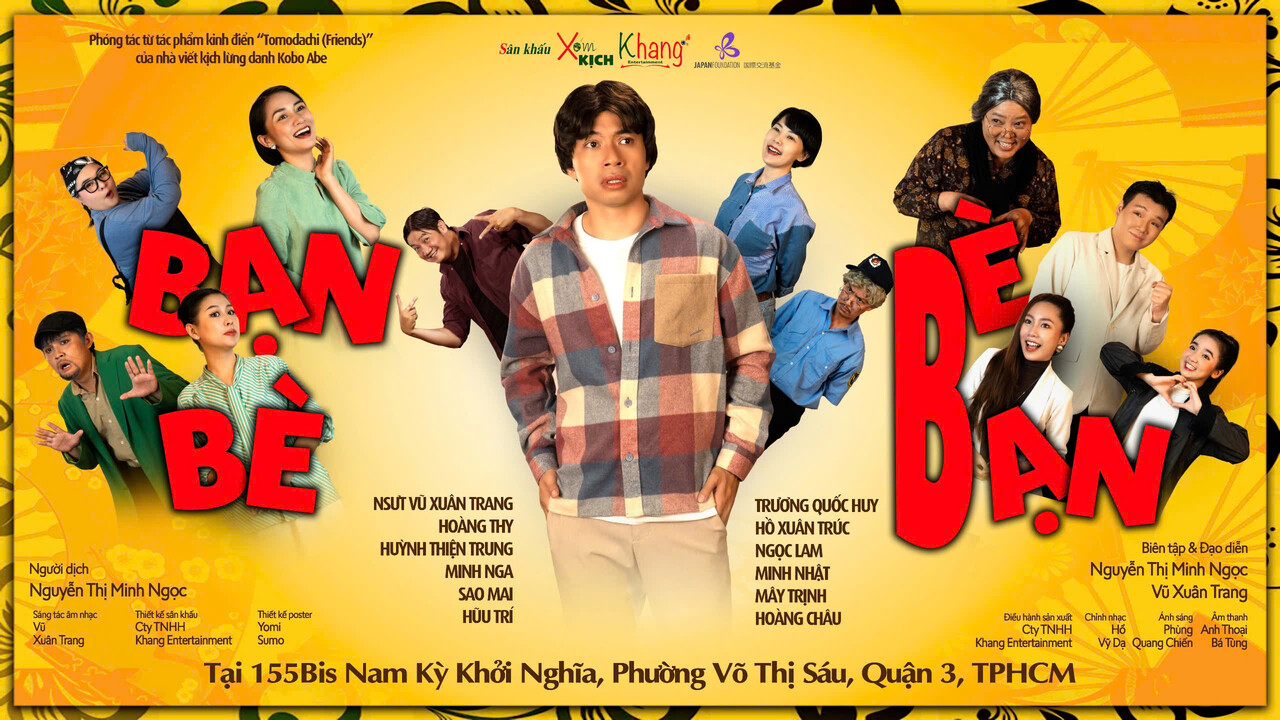 Phóng tác từ tác phẩm kinh điển "Tomodachi (Friends)"
của nhà viết kịch lừng danh Kobo Abe
Sân khấu Xóm KỊCH Khang Entertainment
JAPANFOUNDATION 国際交流基金
BẠN
BÈ
BÈ
BẠN
NSƯT VŨ XUÂN TRANG
HOÀNG THY
HUỲNH THIỆN TRUNG
MINH NGA
SAO MAI
HỮU TRÍ
TRƯƠNG QUỐC HUY
HỒ XUÂN TRÚC
NGỌC LAM
MINH NHẬT
MÂY TRỊNH
HOÀNG CHÂU
Người dịch
Nguyễn Thị Minh Ngọc
Sáng tác âm nhạc
Vũ
Xuân Trang
Thiết kế sân khấu
Cty TNHH
Khang Entertainment
Thiết kế poster
Yomi
Sumo
Biên tập & Đạo diễn
Nguyễn Thị Minh Ngọc
Vũ Xuân Trang
Điều hành sản xuất
Cty TNHH
Khang Entertainment
Chỉnh nhạc
Hồ
Vỹ Dạ
Ánh sáng
Phùng
Quang Chiến
Âm thanh
Anh Thoại
Bá Tùng
Tại 155Bis Nam Kỳ Khởi Nghĩa, Phường Võ Thị Sáu, Quận 3, TPHCM